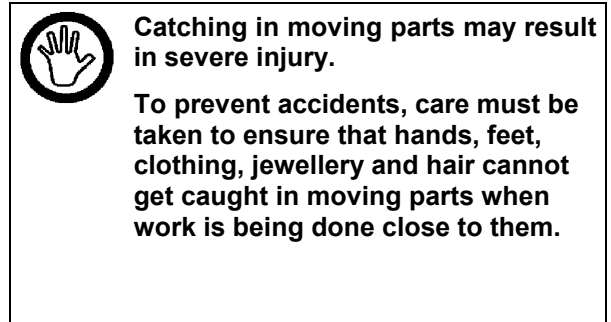 Catching in moving parts may result
in severe injury.
To prevent accidents, care must be
taken to ensure that hands, feet,
clothing, jewellery and hair cannot
get caught in moving parts when
work is being done close to them.